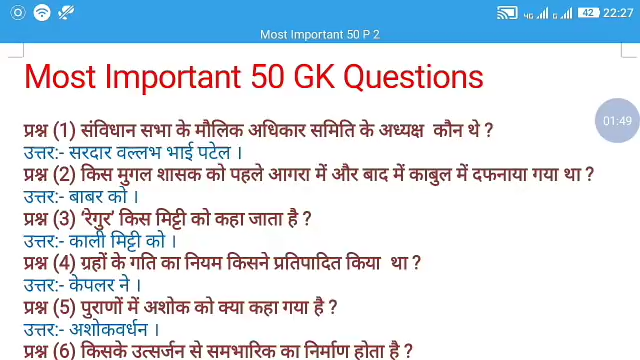 4G G 42 22:27
Most Important 50 P 2
Most Important 50 GK Questions
01:49
प्रश्न (1) संविधान सभा के मौलिक अधिकार समिति के अध्यक्ष कौन थे ?
उत्तर:- सरदार वल्लभ भाई पटेल ।
प्रश्न (2) किस मुगल शासक को पहले आगरा में और बाद में काबुल में दफनाया गया था ?
उत्तर:- बाबर को ।
प्रश्न (3) ‘रेगुर’ किस मिट्टी को कहा जाता है ?
उत्तर:- काली मिट्टी को ।
प्रश्न (4) ग्रहों के गति का नियम किसने प्रतिपादित किया था ?
उत्तर:- केपलर ने ।
प्रश्न (5) पुराणों में अशोक को क्या कहा गया है ?
उत्तर:- अशोकवर्धन ।
प्रश्न (6) किसके उत्सर्जन से समभारिक का निर्माण होता है ?